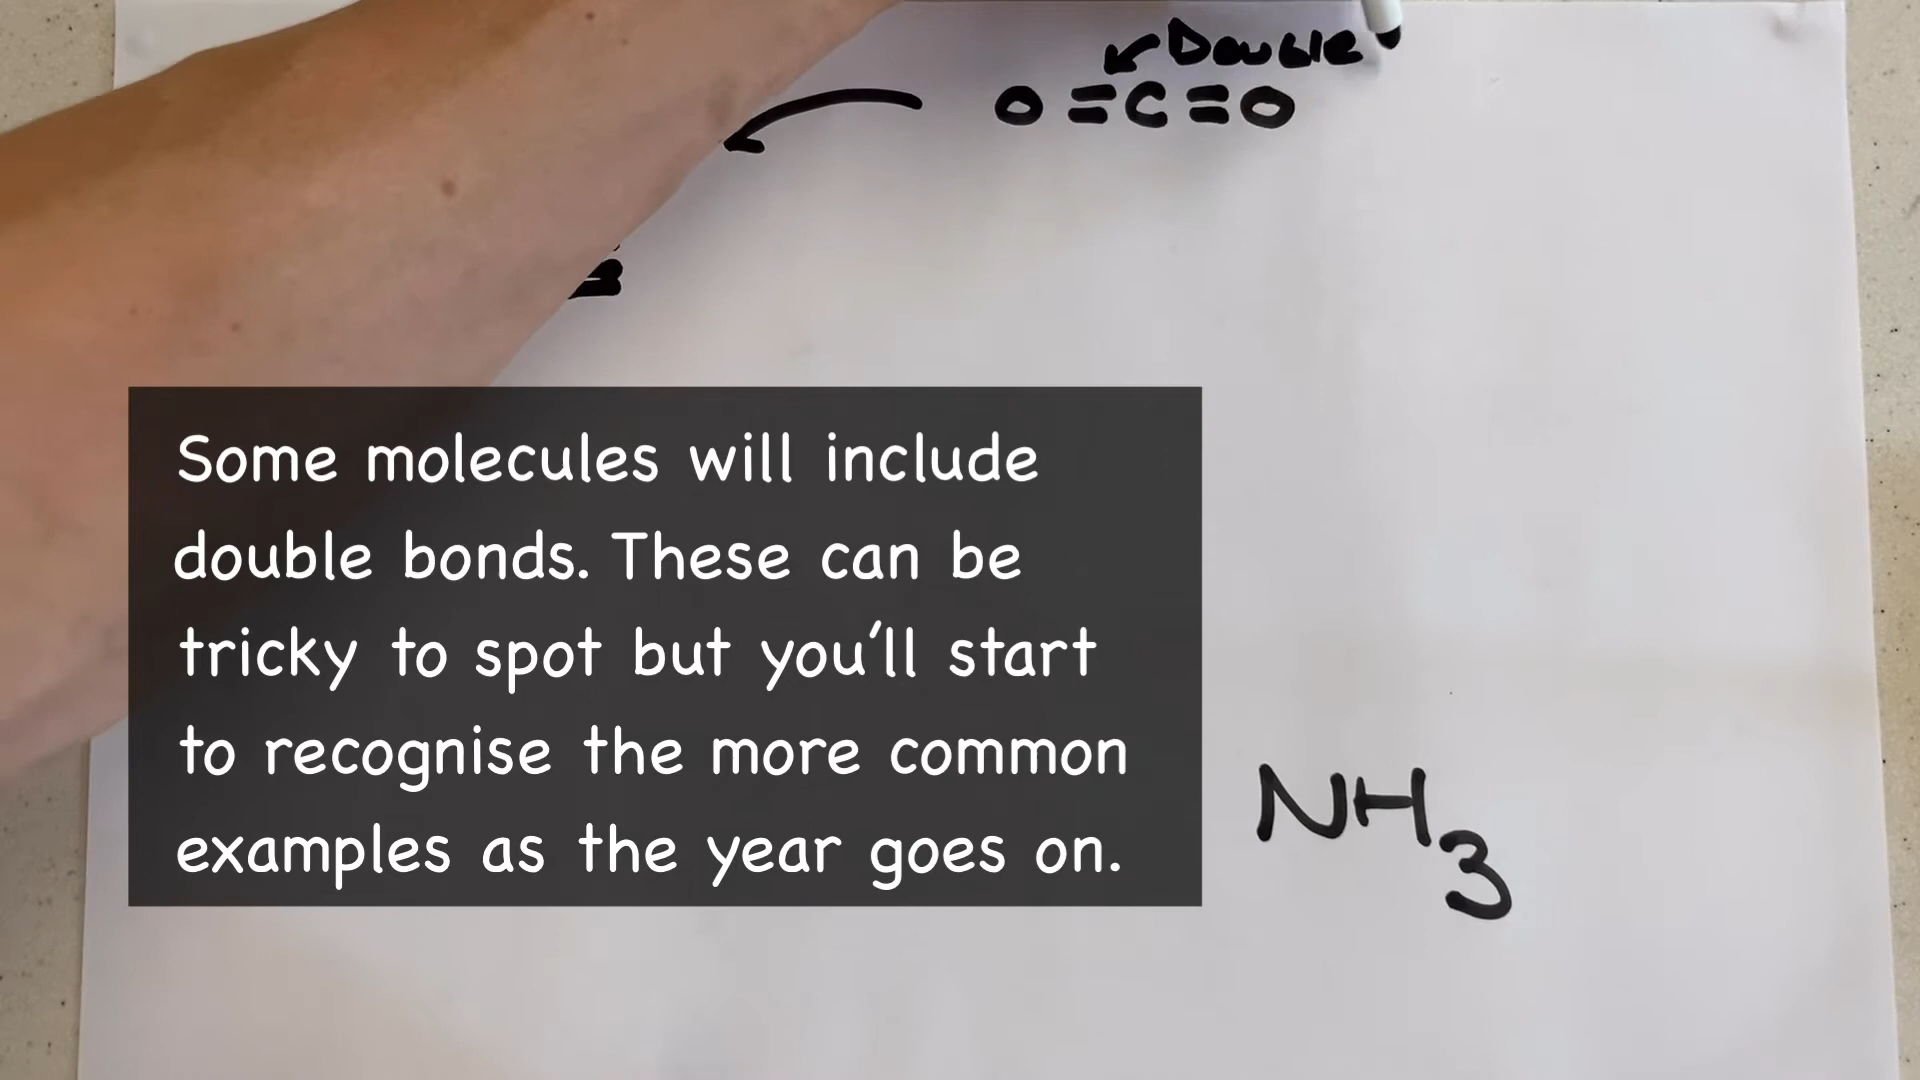 Double
O=C=O
Some molecules will include
double bonds. These can be
tricky to spot but you'll start
to recognise the more common
examples as the year goes on.
NH3